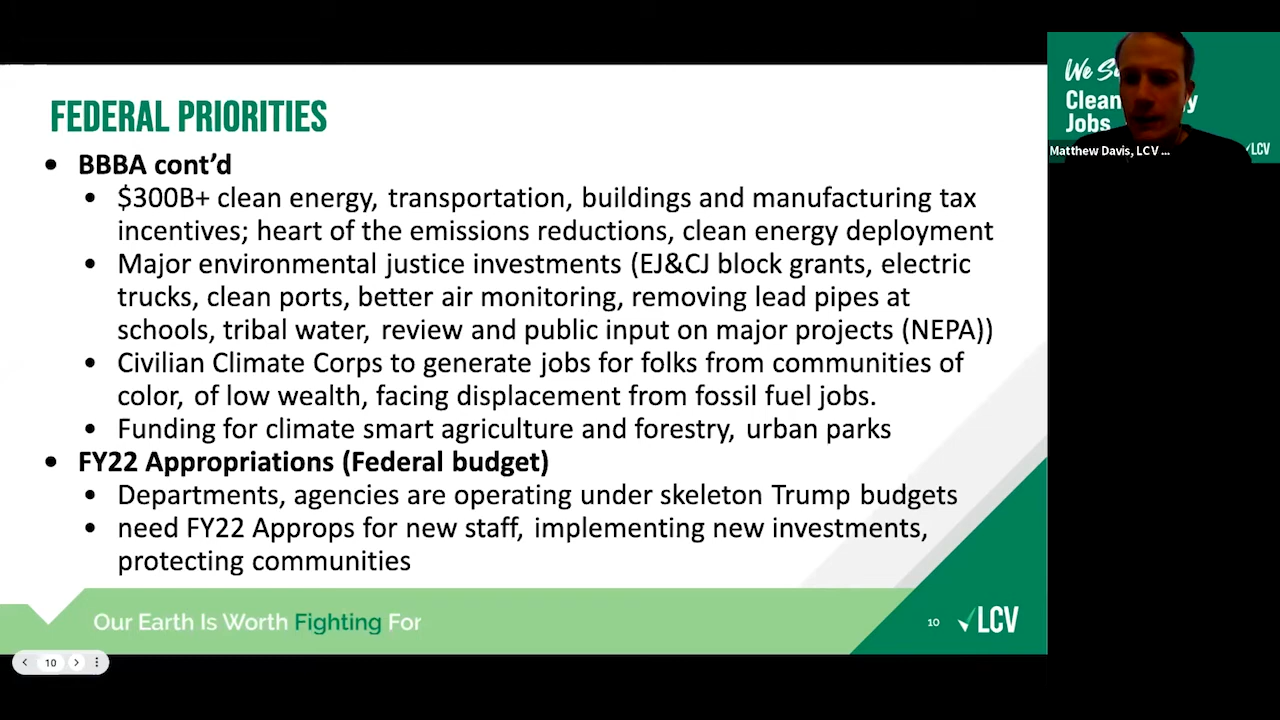 FEDERAL PRIORITIES
• BBBA cont’d
• $300B+ clean energy, transportation, buildings and manufacturing tax
incentives; heart of the emissions reductions, clean energy deployment
• Major environmental justice investments (EJ&CJ block grants, electric
trucks, clean ports, better air monitoring, removing lead pipes at
schools, tribal water, review and public input on major projects (NEPA))
• Civilian Climate Corps to generate jobs for folks from communities of
color, of low wealth, facing displacement from fossil fuel jobs.
• Funding for climate smart agriculture and forestry, urban parks
• FY22 Appropriations (Federal budget)
• Departments, agencies are operating under skeleton Trump budgets
• need FY22 Approps for new staff, implementing new investments,
protecting communities
Our Earth Is Worth Fighting For
10
LCV
10
We
Clean
Jobs
LCV
Matthew Davis, LCV ...